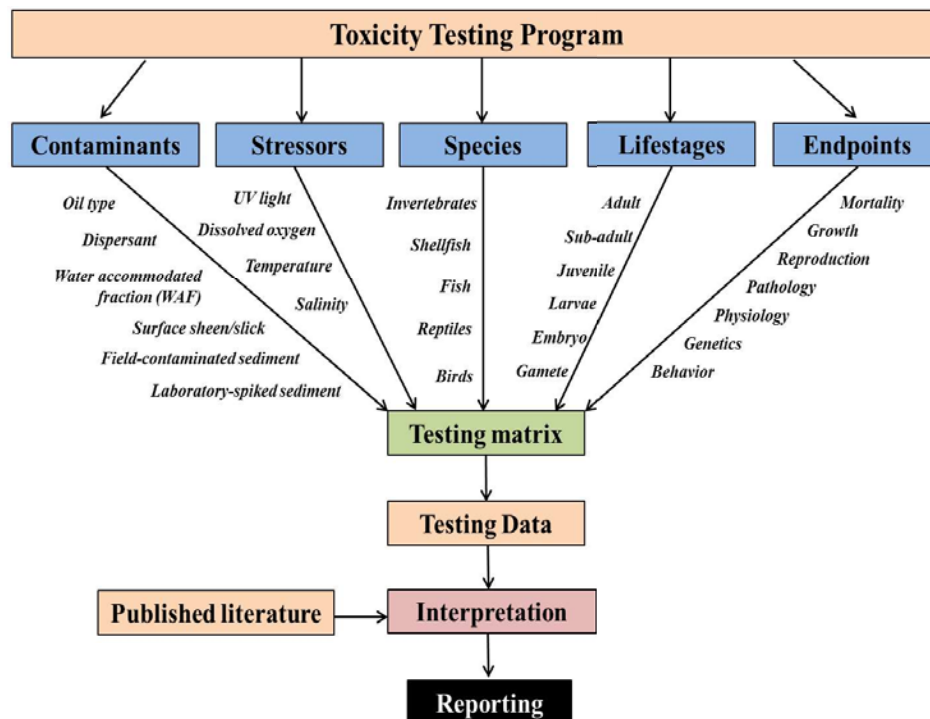 Toxicity Testing Program
Contaminants
Stressors
Species
Lifestages
Endpoints
Oil type
Dispersant
Water accommodated
fraction (WAF)
Surface sheen/slick
Field-contaminated sediment
Laboratory-spiked sediment
UV light
Dissolved oxygen
Temperature
Salinity
Invertebrates
Shellfish
Fish
Reptiles
Birds
Adult
Sub-adult
Juvenile
Larvae
Embryo
Gamete
Mortality
Growth
Reproduction
Pathology
Physiology
Genetics
Behavior
Testing matrix
Testing Data
Published literature
Interpretation
Reporting